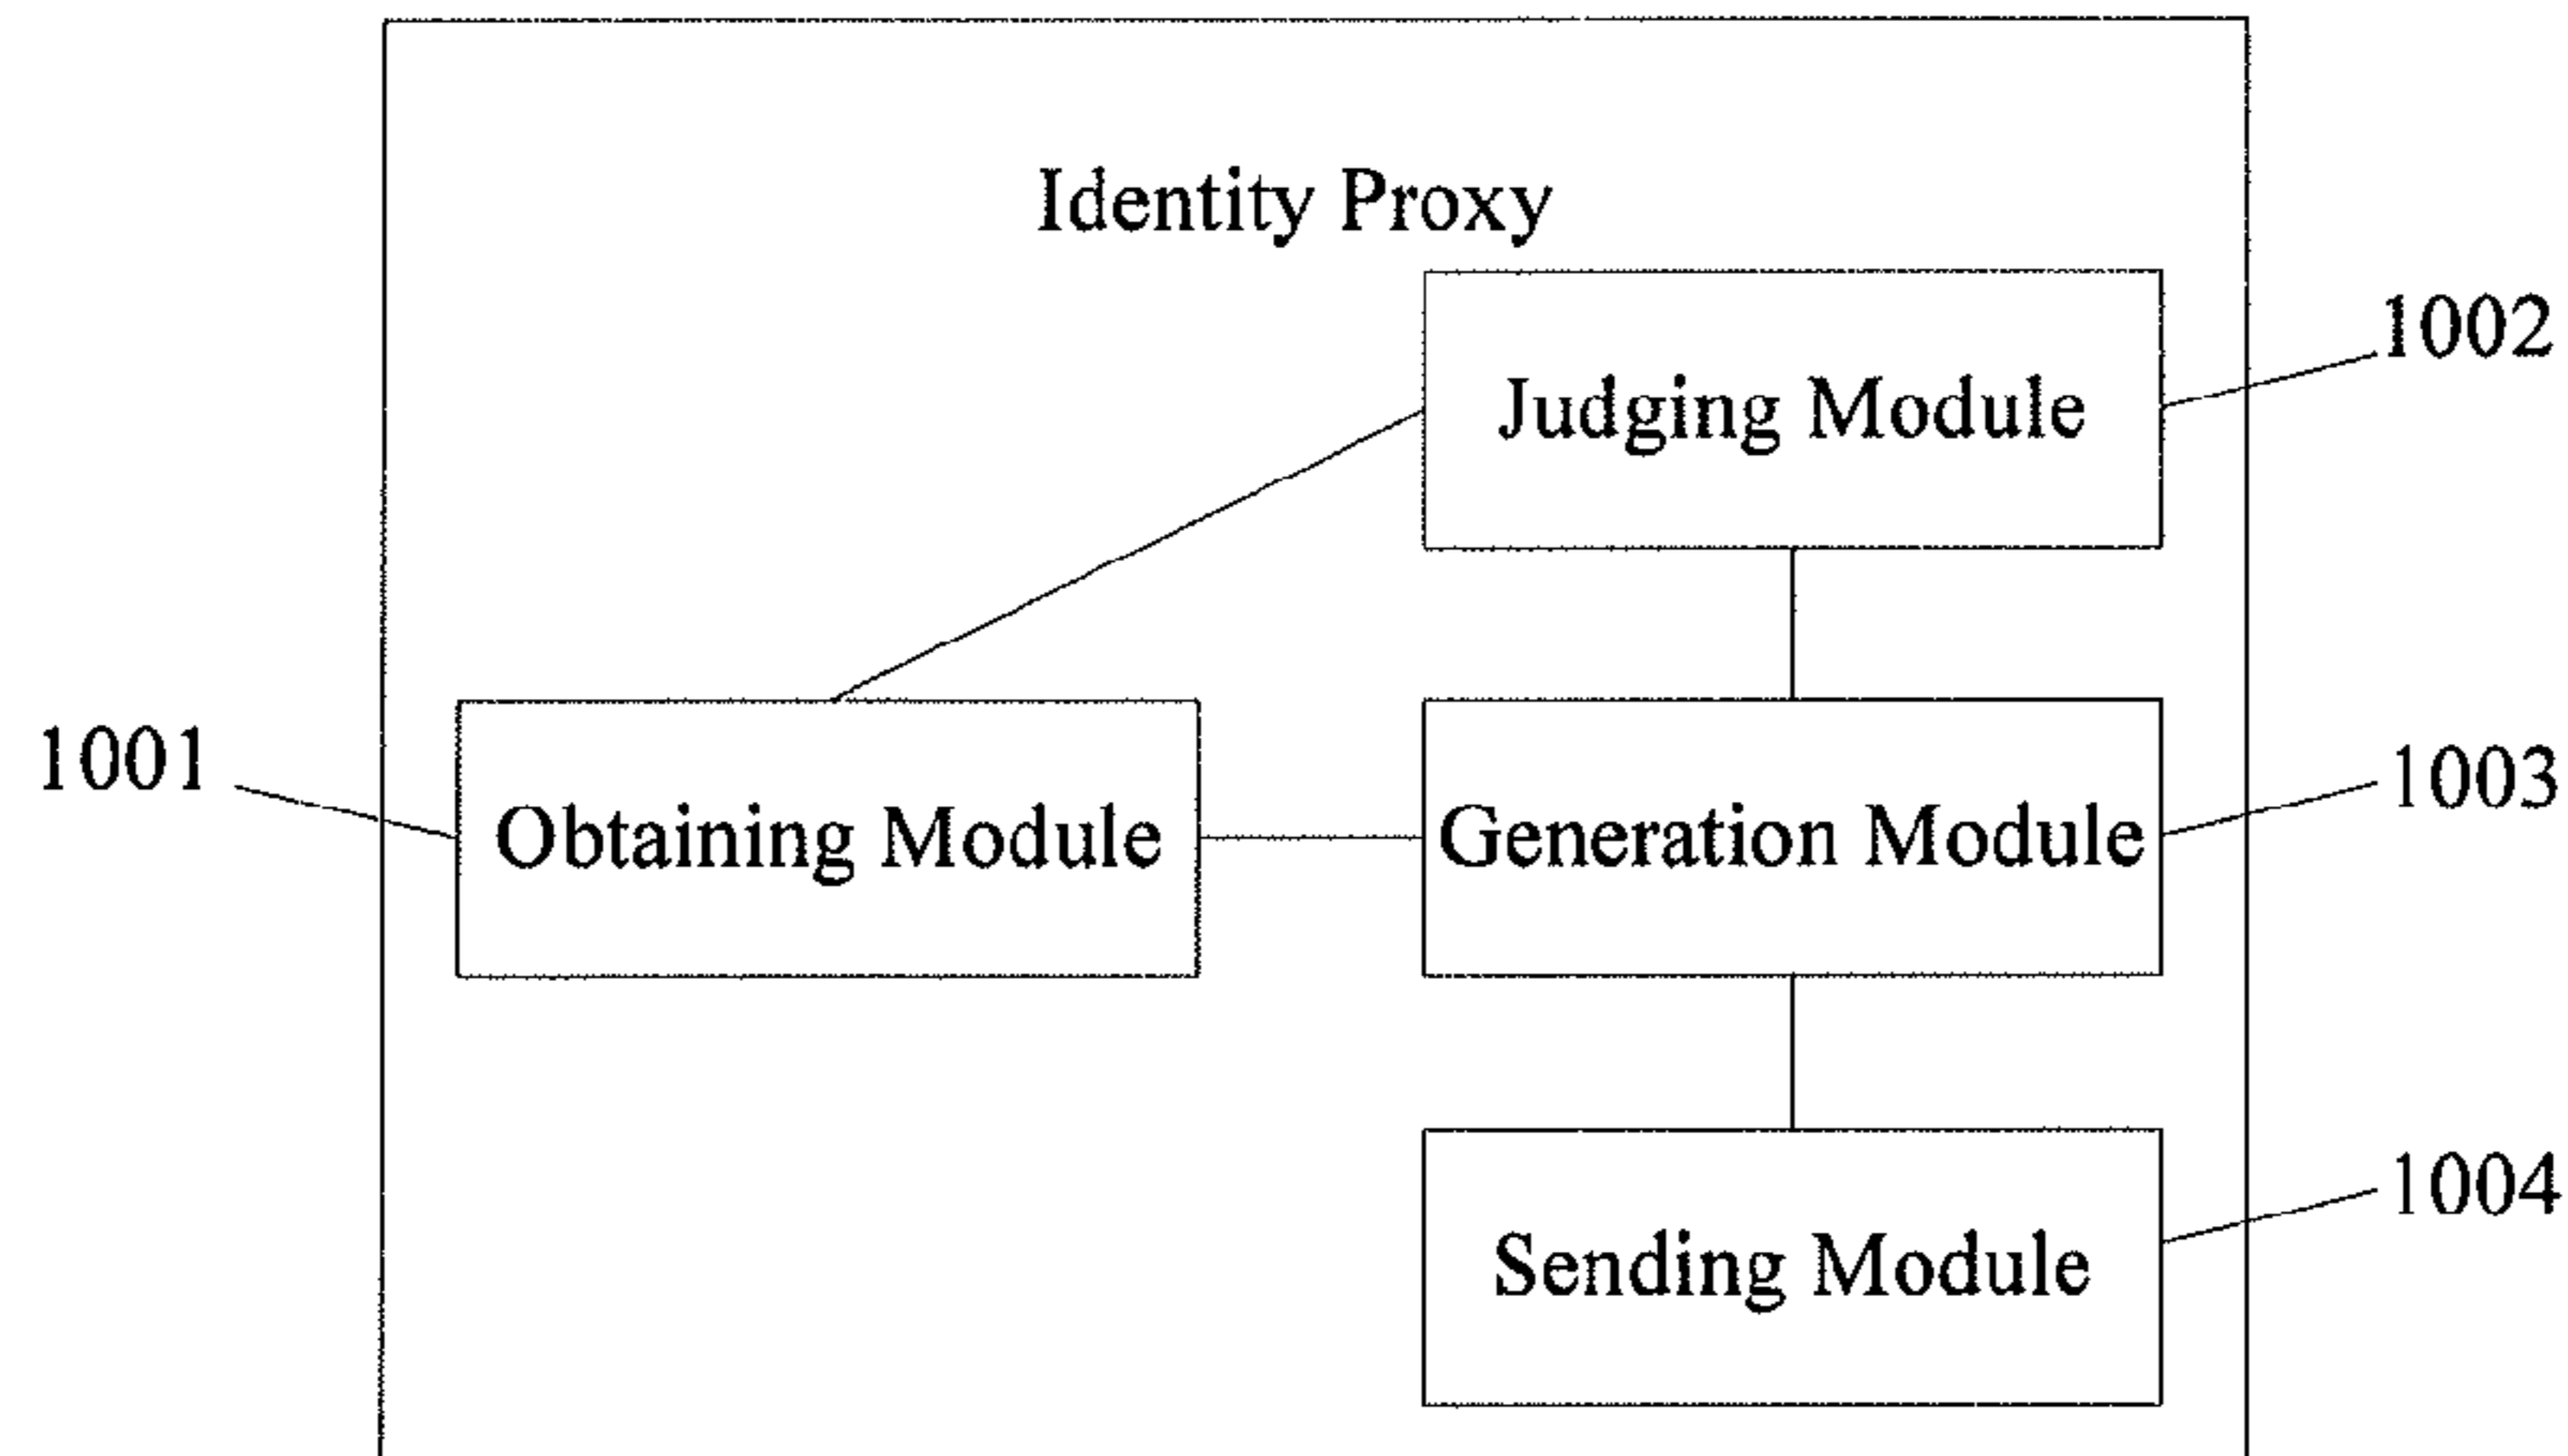 Identity Proxy
1002
Judging Module
1001
1003
Obtaining Module
Generation Module
1004
Sending Module